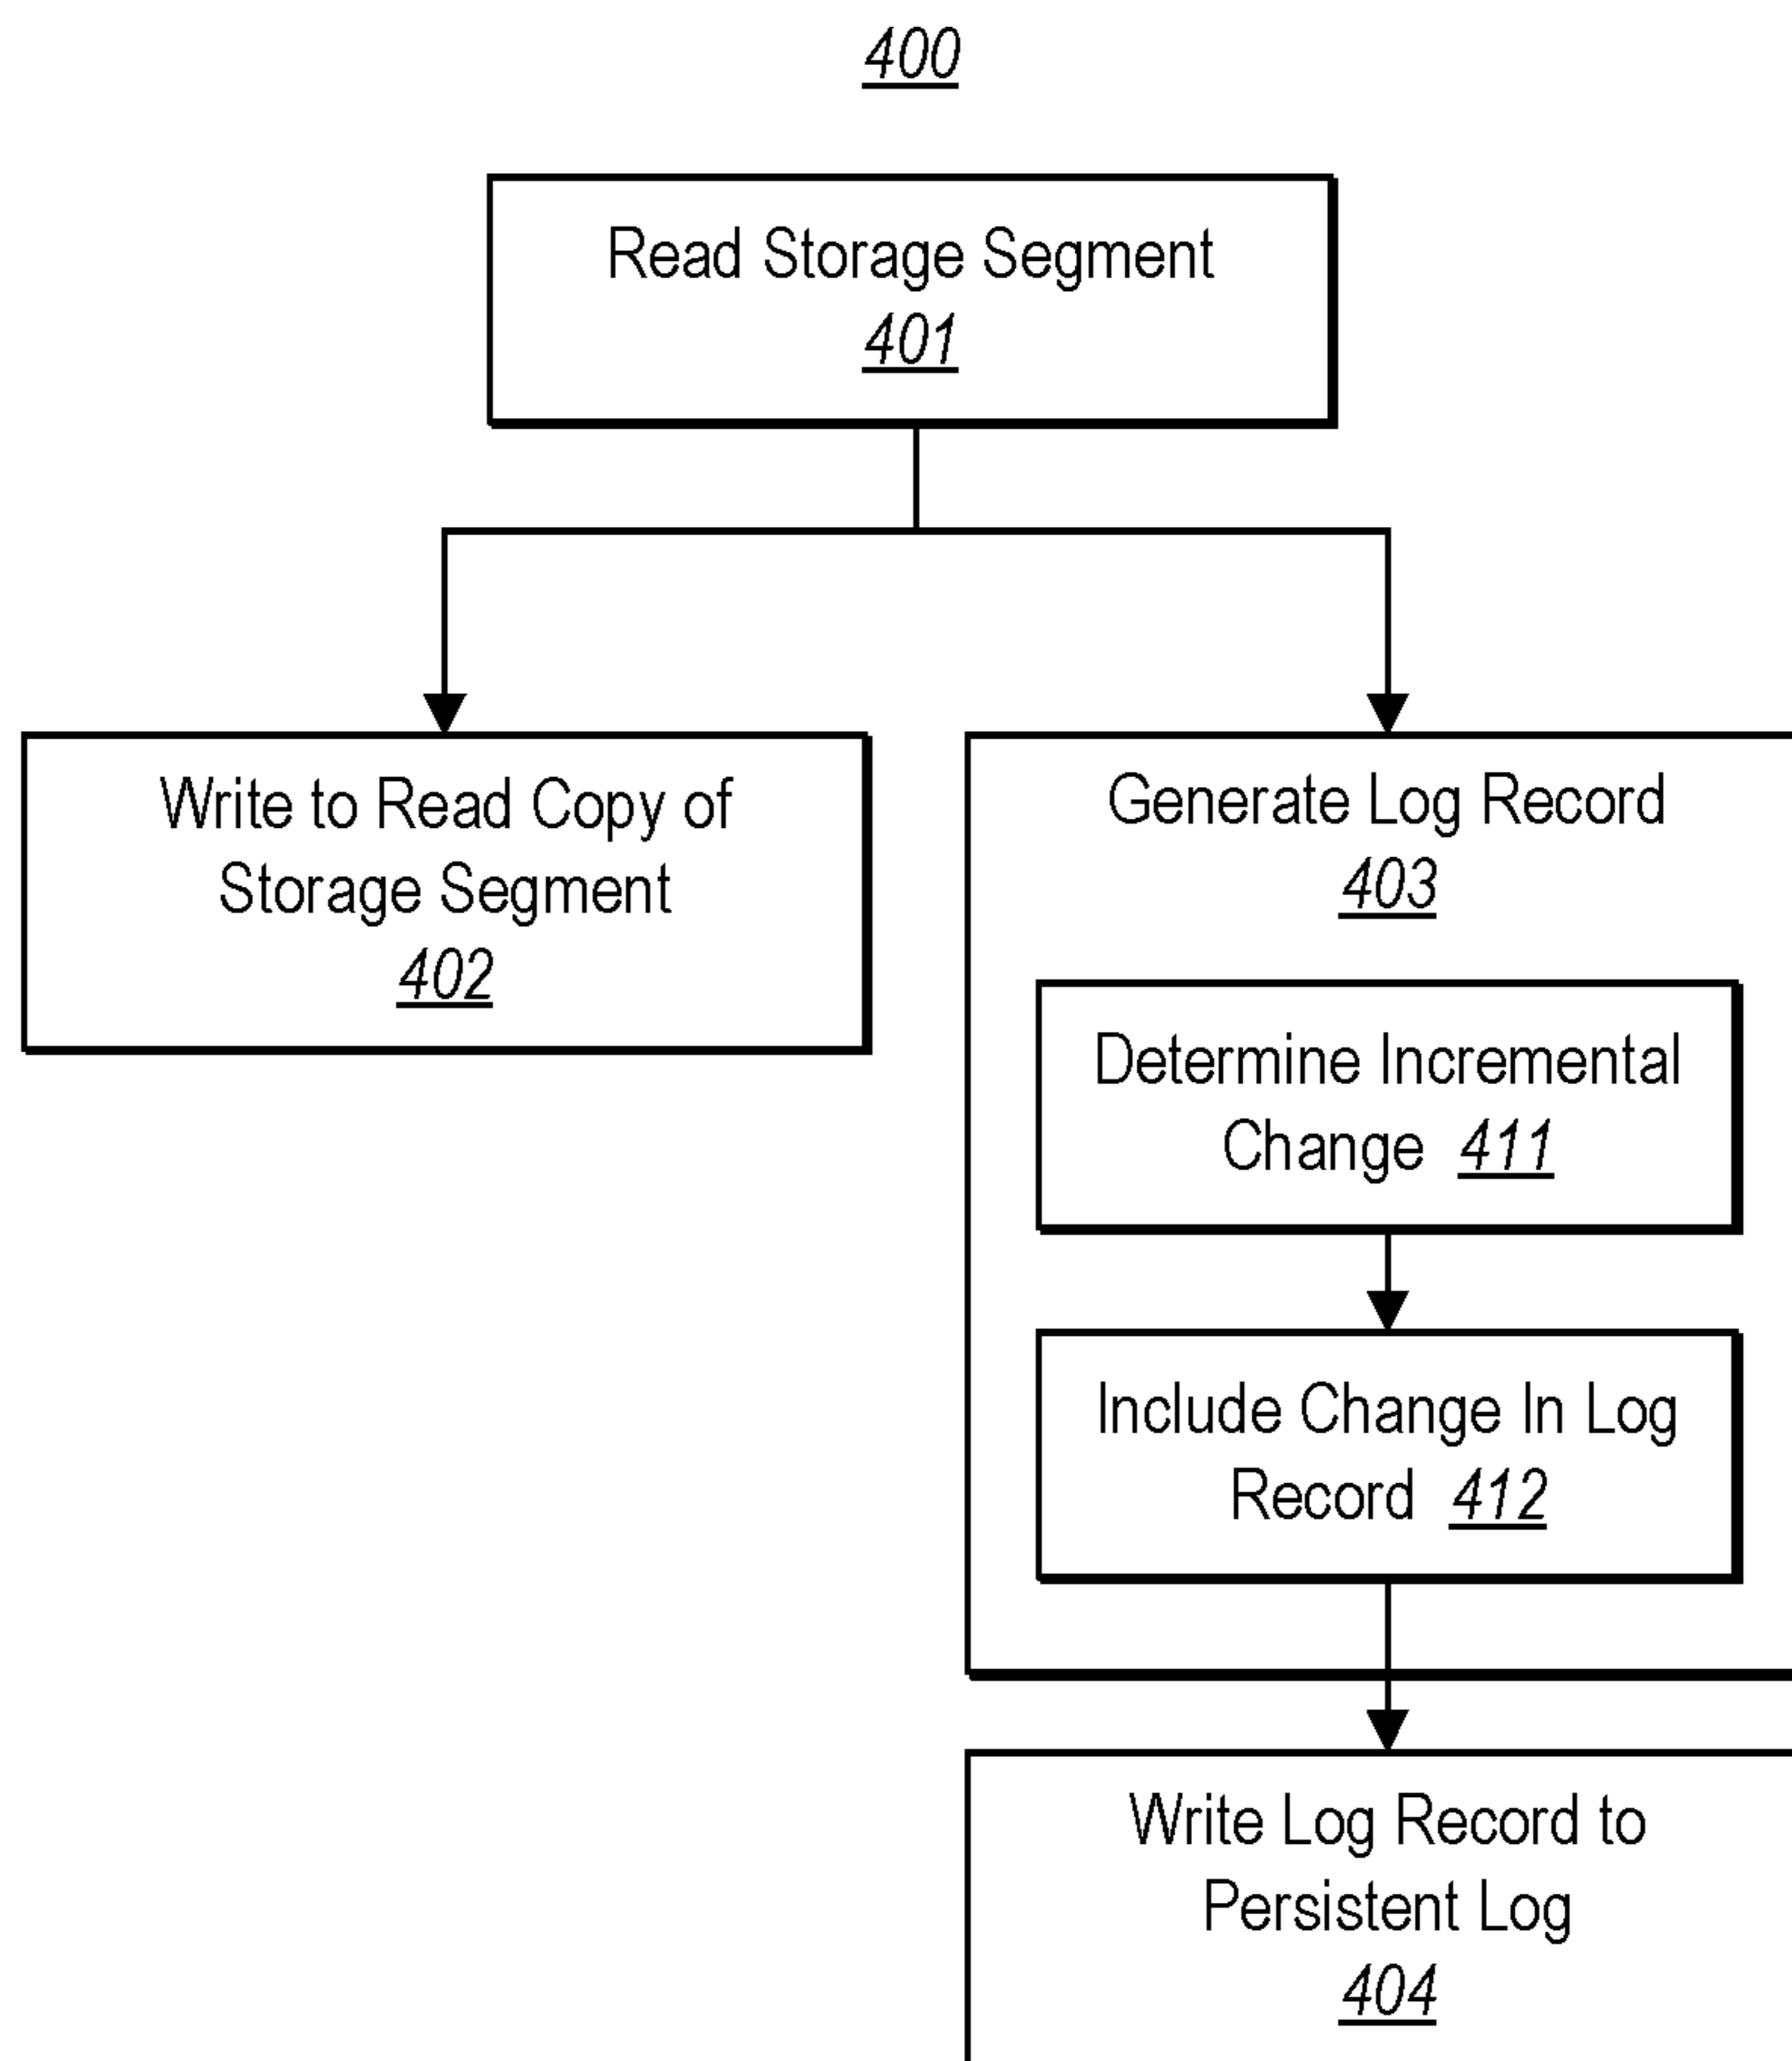 400
Read Storage Segment
401
Write to Read Copy of
Storage Segment
402
Generate Log Record
403
Determine Incremental
Change 411
Include Change In Log
Record 412
Write Log Record to
Persistent Log
404